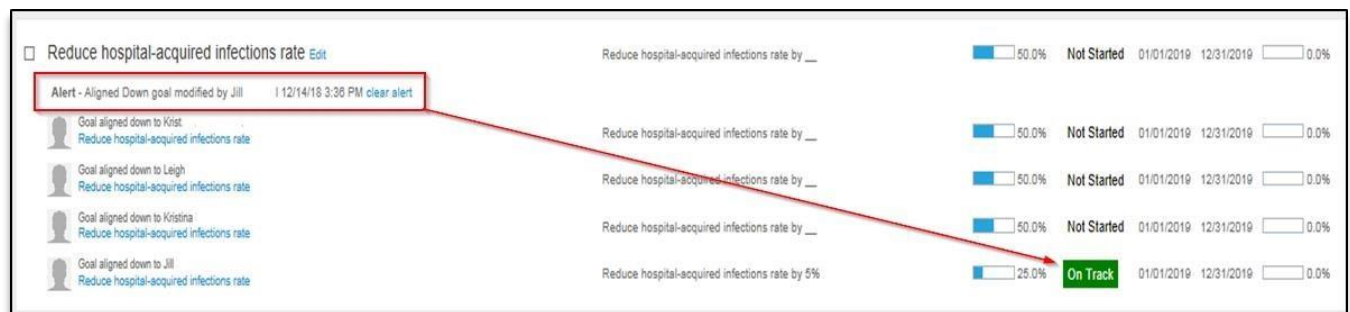 Reduce hospital-acquired infections rate Edit Reduce hospital-acquired infections rate by __ 50.0% Not Started 01/01/2019 12/31/2019 0.0%
Alert - Aligned Down goal modified by Jill l 12/14/18 3:36 PM clear alert
Goal aligned down to Krist
Reduce hospital-acquired infections rate Reduce hospital-acquired infections rate by __ 50.0% Not Started 01/01/2019 12/31/2019 0.0%
Goal aligned down to Leigh
Reduce hospital-acquired infections rate Reduce hospital-acquired infections rate by __ 50.0% Not Started 01/01/2019 12/31/2019 0.0%
Goal aligned down to Kristina
Reduce hospital-acquired infections rate Reduce hospital-acquired infections rate by __ 50.0% Not Started 01/01/2019 12/31/2019 0.0%
Goal aligned down to Jill
Reduce hospital-acquired infections rate Reduce hospital-acquired infections rate by 5% 25.0% On Track 01/01/2019 12/31/2019 0.0%